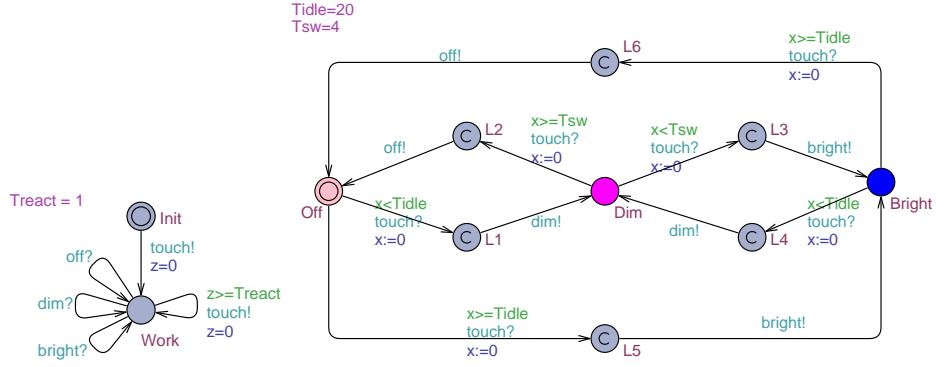 Tidle=20
Tsw=4
L6
x>=Tidle
touch?
x:=0
off!
C
L2
x>=Tsw
touch?
x:=0
x<Tsw
touch?
x:=0
L3
C
C
off!
bright!
Off
Dim
Bright
x<Tidle
touch?
x:=0
L1
C
dim!
dim!
L4
C
x<Tidle
touch?
x:=0
x>=Tidle
touch?
x:=0
L5
C
bright!
Treact = 1
Init
touch!
z=0
off?
dim?
bright?
z>=Treact
touch!
z=0
Work